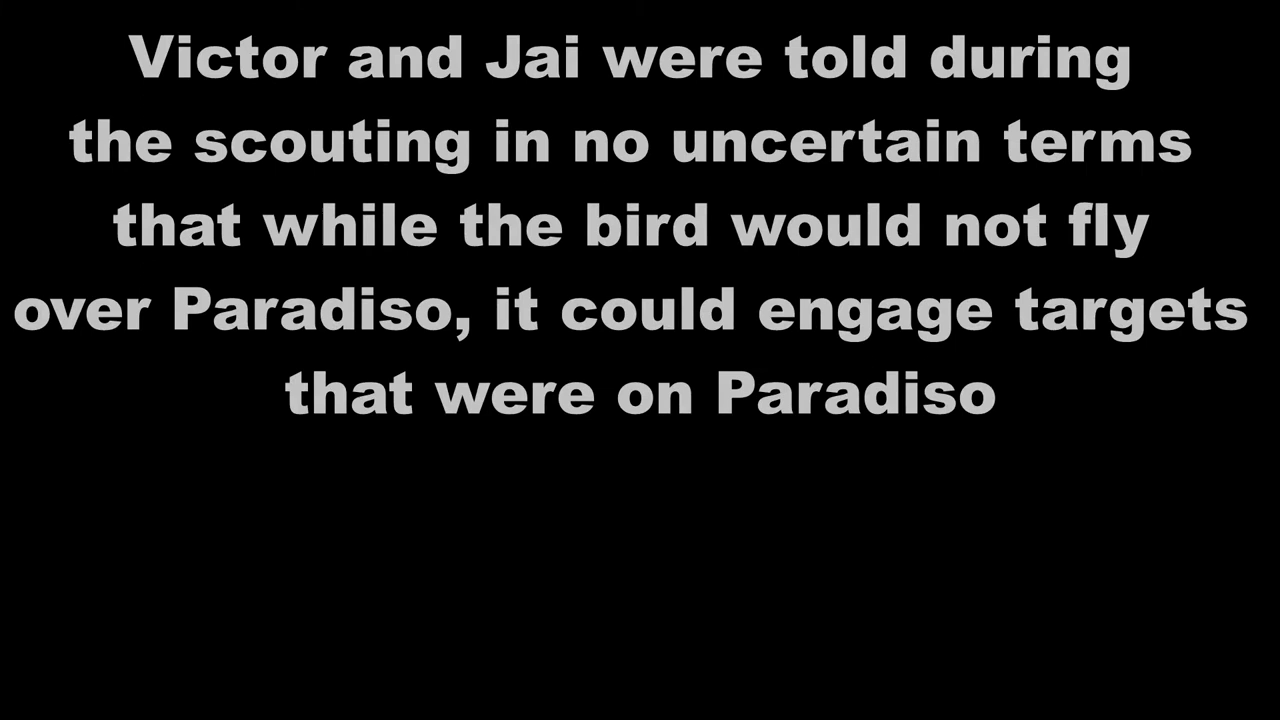 Victor and Jai were told during
the scouting in no uncertain terms
that while the bird would not fly
over Paradiso, it could engage targets
that were on Paradiso